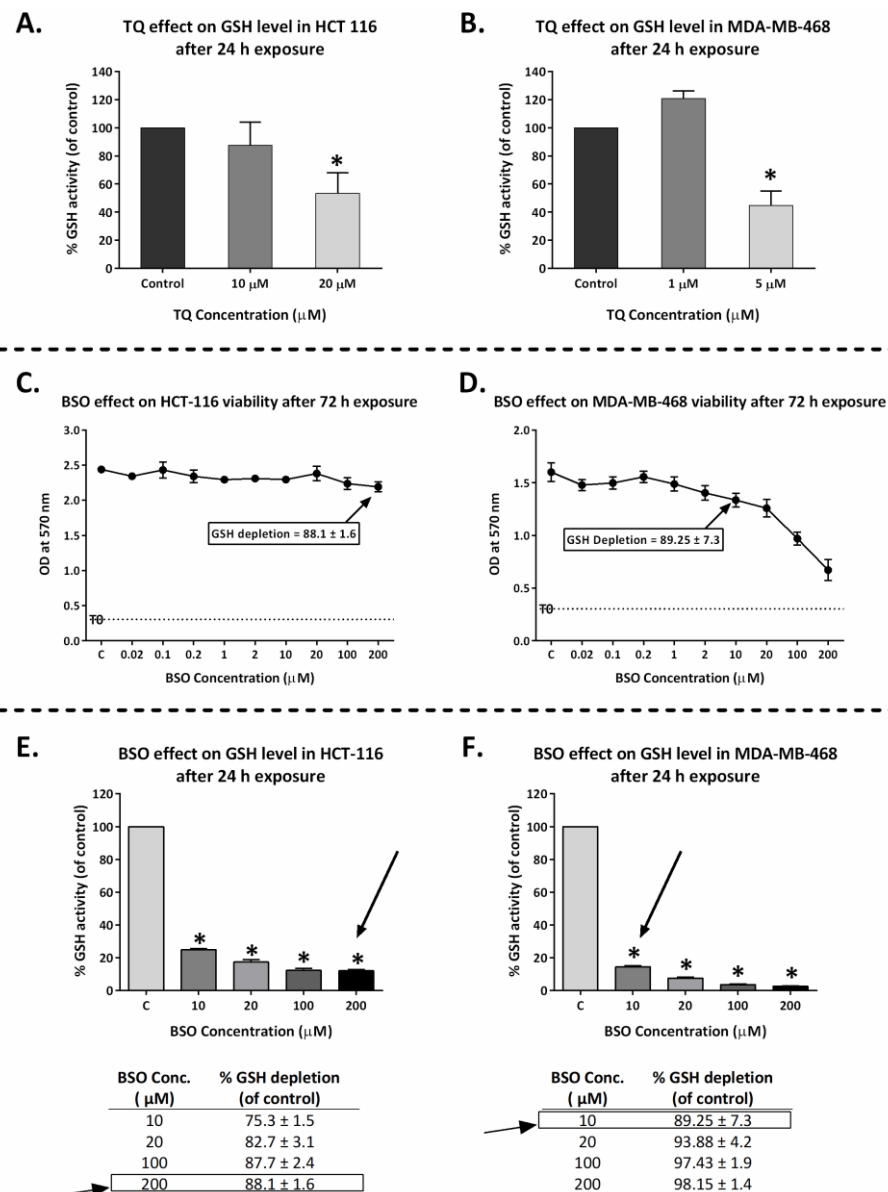 A.
TQ effect on GSH level in HCT 116
after 24 h exposure
% GSH activity (of control)
140
120
100
80
60
40
20
0
*
Control 10 μM 20 μM
TQ Concentration (μM)
B.
TQ effect on GSH level in MDA-MB-468
after 24 h exposure
% GSH activity (of control)
140
120
100
80
60
40
20
0
*
Control 1 μM 5 μM
TQ Concentration (μM)
C.
BSO effect on HCT-116 viability after 72 h exposure
OD at 570 nm
3.0
2.5
2.0
1.5
1.0
0.5
0.0
GSH depletion = 88.1 ± 1.6
T0
C 0.02 0.1 0.2 1 2 10 20 100 200
BSO Concentration (μM)
D.
BSO effect on MDA-MB-468 viability after 72 h exposure
OD at 570 nm
2.0
1.5
1.0
0.5
0.0
GSH Depletion = 89.25 ± 7.3
T0
C 0.02 0.1 0.2 1 2 10 20 100 200
BSO Concentration (μM)
E.
BSO effect on GSH level in HCT-116
after 24 h exposure
% GSH activity (of control)
120
100
80
60
40
20
0
* * * *
C 10 20 100 200
BSO Concentration (μM)
BSO Conc. % GSH depletion
( μM) (of control)
10 75.3 ± 1.5
20 82.7 ± 3.1
100 87.7 ± 2.4
200 88.1 ± 1.6
F.
BSO effect on GSH level in MDA-MB-468
after 24 h exposure
% GSH activity (of control)
120
100
80
60
40
20
0
* * * *
C 10 20 100 200
BSO Concentration (μM)
BSO Conc. % GSH depletion
( μM) (of control)
10 89.25 ± 7.3
20 93.88 ± 4.2
100 97.43 ± 1.9
200 98.15 ± 1.4